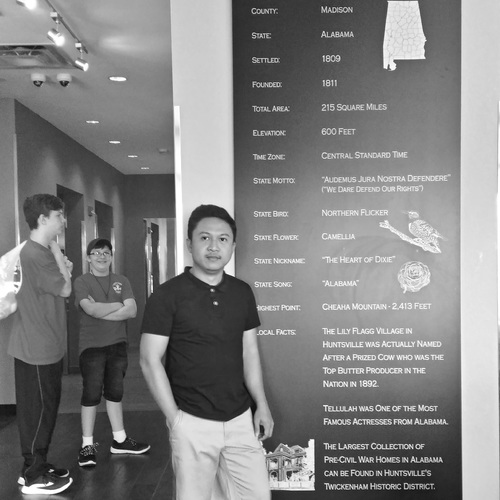 COUNTY: MADISON
STATE: ALABAMA
SETTLED: 1809
FOUNDED: 1811
TOTAL AREA: 215 SQUARE MILES
ELEVATION: 600 FEET
TIME ZONE: CENTRAL STANDARD TIME
STATE MOTTO: "AUDEMUS JURA NOSTRA DEFENDERE"
("WE DARE DEFEND OUR RIGHTS")
STATE BIRD: NORTHERN FLICKER
STATE FLOWER: CAMELLIA
STATE NICKNAME: "THE HEART OF DIXIE"
STATE SONG: "ALABAMA"
HIGHEST POINT: CHEAHA MOUNTAIN - 2,413 FEET
LOCAL FACTS: THE LILY FLAGG VILLAGE IN
HUNTSVILLE WAS ACTUALLY NAMED
AFTER A PRIZED COW WHO WAS THE
TOP BUTTER PRODUCER IN THE
NATION IN 1892.
TELLULAH WAS ONE OF THE MOST
FAMOUS ACTRESSES FROM ALABAMA.
THE LARGEST COLLECTION OF
PRE-CIVIL WAR HOMES IN ALABAMA
CAN BE FOUND IN HUNTSVILLE'S
TWICKENHAM HISTORIC DISTRICT.